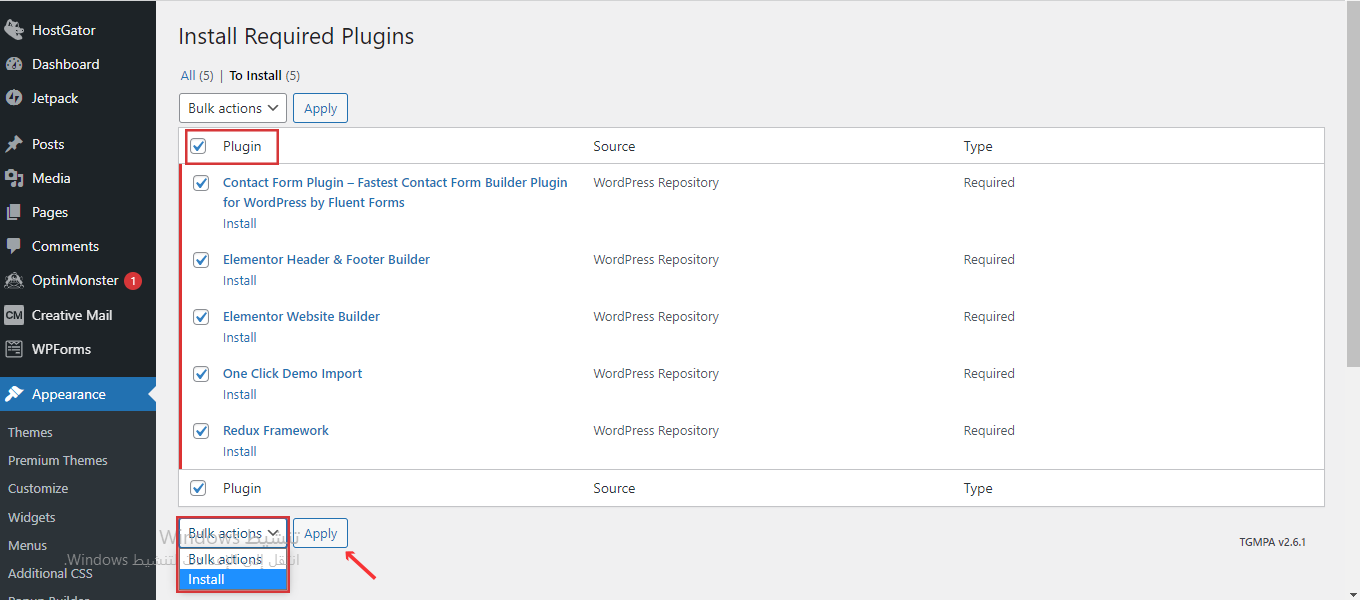 HostGator
Dashboard
Jetpack
Posts
Media
Pages
Comments
OptinMonster 1
CM Creative Mail
WPForms
Appearance
Themes
Premium Themes
Customize
Widgets
Menus
Additional CSS
Install Required Plugins
All (5) | To Install (5)
Bulk actions Apply
Plugin Source Type
Contact Form Plugin – Fastest Contact Form Builder Plugin WordPress Repository Required
for WordPress by Fluent Forms
Install
Elementor Header & Footer Builder WordPress Repository Required
Install
Elementor Website Builder WordPress Repository Required
Install
One Click Demo Import WordPress Repository Required
Install
Redux Framework WordPress Repository Required
Install
Plugin Source Type
Bulk actions Apply
Bulk actions
Install
TGMPA v2.6.1
تنشيط Windows
انتقل إلى لتنشيط Windows.